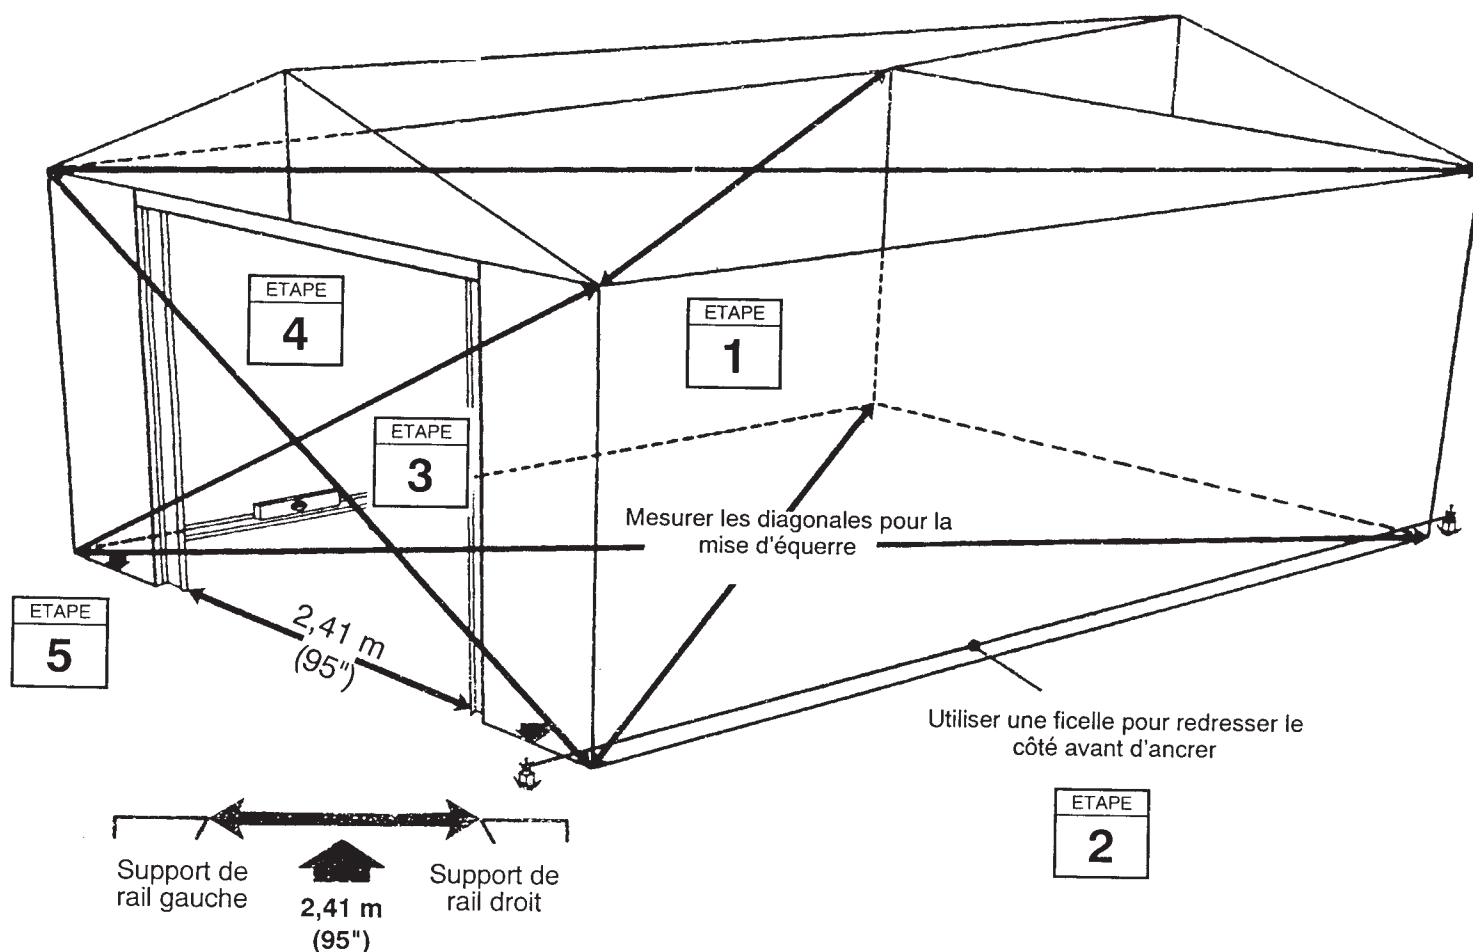 ETAPE
4
ETAPE
1
ETAPE
3
Mesurer les diagonales pour la
mise d'équerre
ETAPE
5
2,41 m
(95")
Utiliser une ficelle pour redresser le
côté avant d'ancrer
ETAPE
2
Support de
rail gauche
2,41 m
(95")
Support de
rail droit